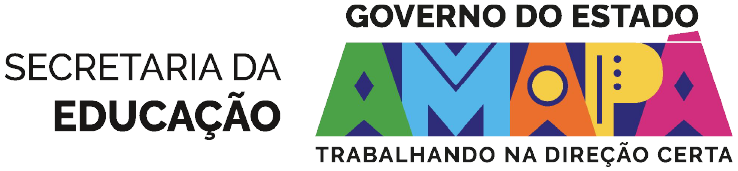 SECRETARIA DA
EDUCAÇÃO
GOVERNO DO ESTADO
AMAPÁ
TRABALHANDO NA DIREÇÃO CERTA